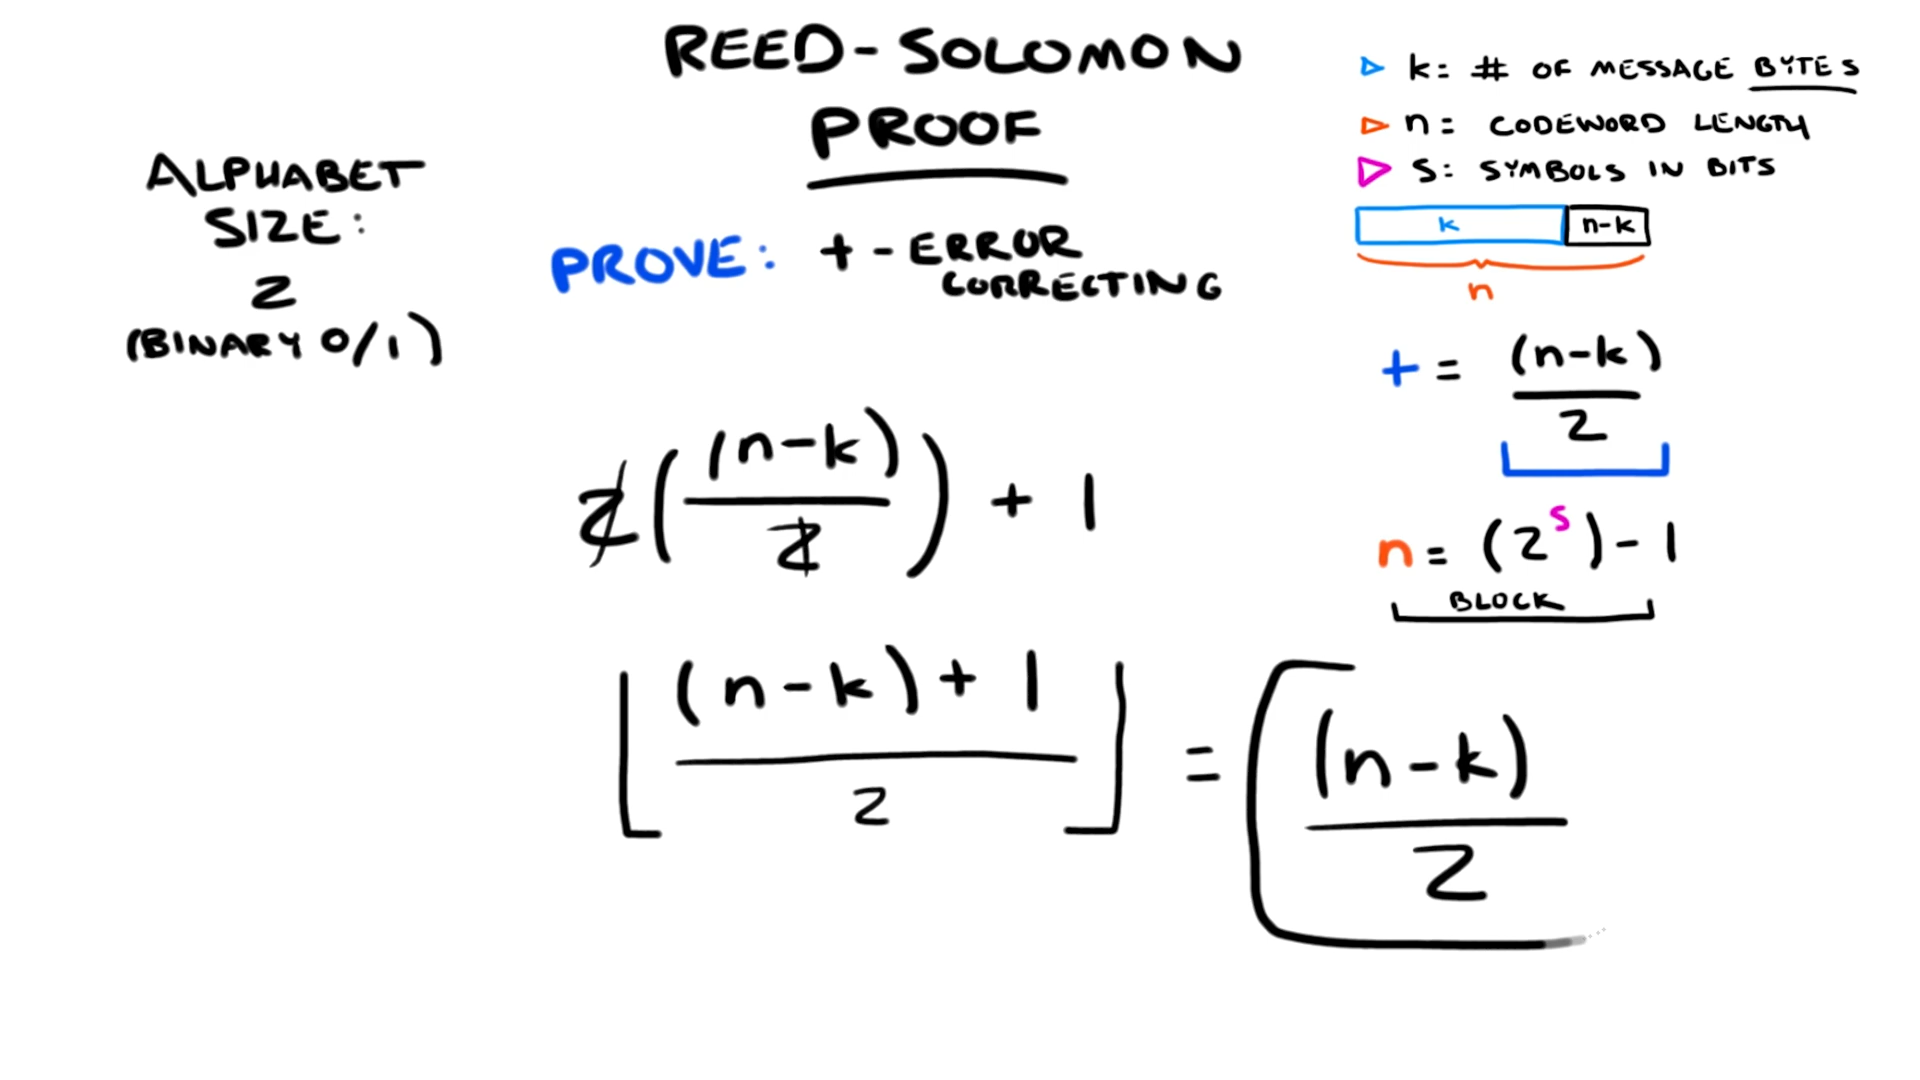 REED-SOLOMON
PROOF
ALPHABET
SIZE:
2
(BINARY 0/1)
PROVE: t - ERROR
CORRECTING
k = # OF MESSAGE BYTES
n = CODEWORD LENGTH
S = SYMBOLS IN BITS
k n-k
n
t = (n-k)
2
n = (2^s) - 1
BLOCK
2((n-k)/2) + 1
⌊((n-k) + 1)/2⌋ = (n-k)/2